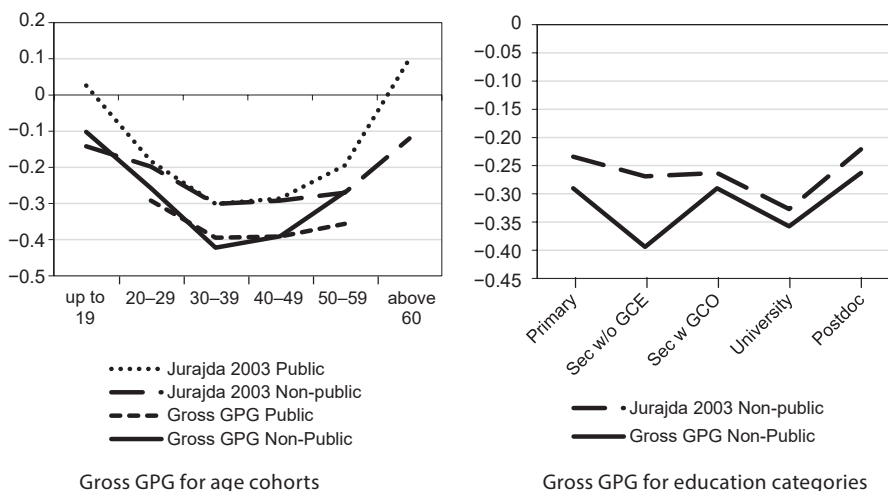 0.2
0.1
0
−0.1
−0.2
−0.3
−0.4
−0.5
up to 19
20–29
30–39
40–49
50–59
above 60
Jurajda 2003 Public
Jurajda 2003 Non-public
Gross GPG Public
Gross GPG Non-Public
Gross GPG for age cohorts
0
−0.05
−0.10
−0.15
−0.20
−0.25
−0.30
−0.35
−0.40
−0.45
Primary
Sec w/o GCE
Sec w GCO
University
Postdoc
Jurajda 2003 Non-public
Gross GPG Non-Public
Gross GPG for education categories